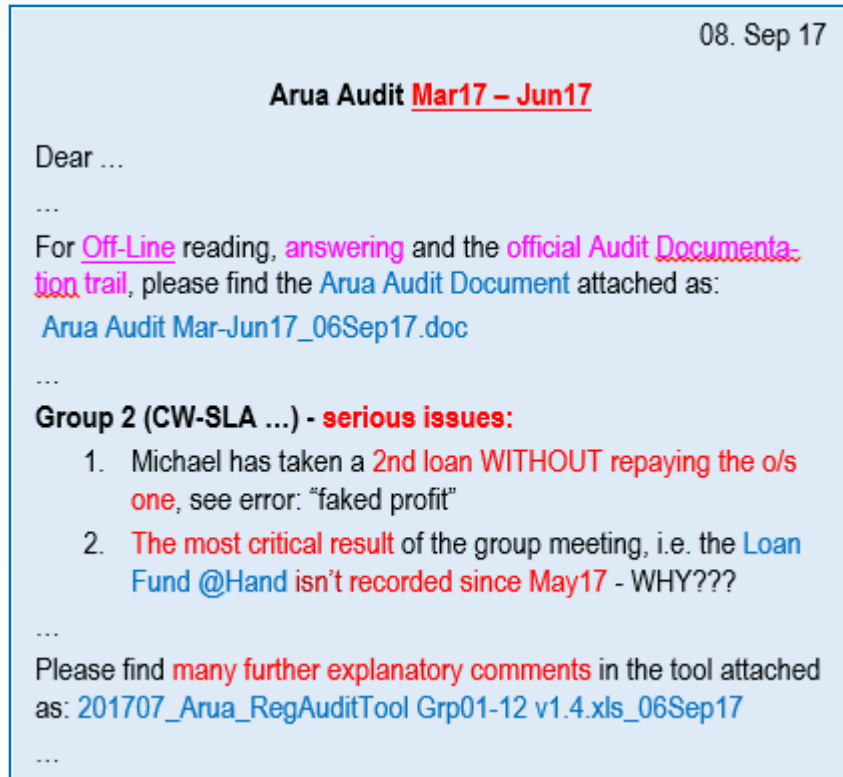 08. Sep 17
Arua Audit Mar17 – Jun17
Dear ...
...
For Off-Line reading, answering and the official Audit Documenta-
tion trail, please find the Arua Audit Document attached as:
Arua Audit Mar-Jun17_06Sep17.doc
...
Group 2 (CW-SLA ...) - serious issues:
1. Michael has taken a 2nd loan WITHOUT repaying the o/s
one, see error: “faked profit”
2. The most critical result of the group meeting, i.e. the Loan
Fund @Hand isn’t recorded since May17 - WHY???
...
Please find many further explanatory comments in the tool attached
as: 201707_Arua_RegAuditTool Grp01-12 v1.4.xls_06Sep17
...